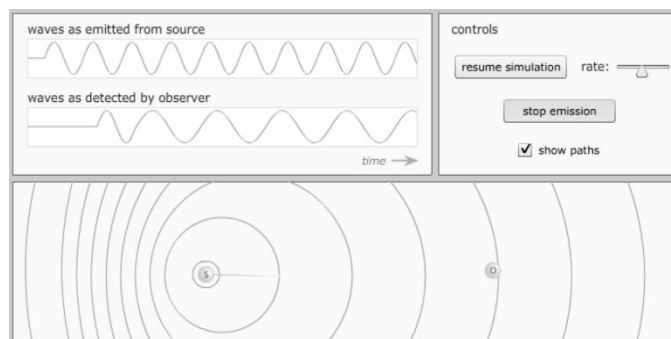 waves as emitted from source
waves as detected by observer
time
controls
resume simulation
rate:
stop emission
show paths
S
O